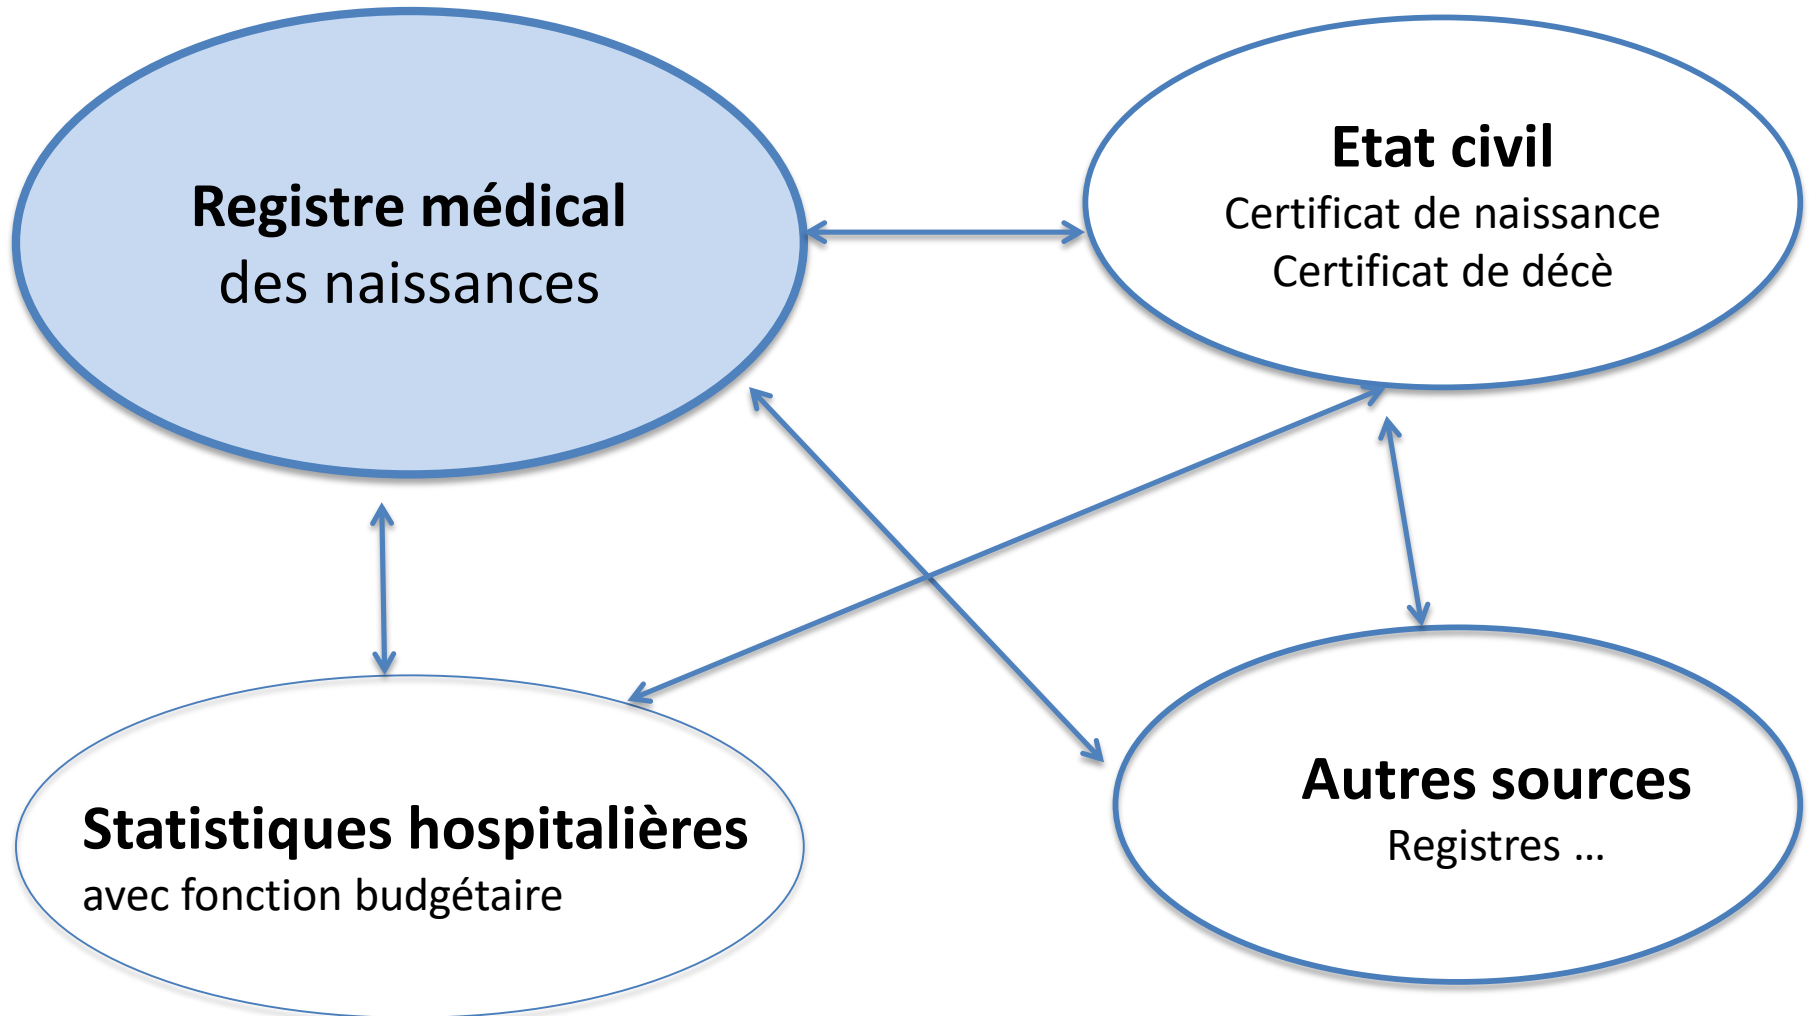 Registre médical
des naissances
Etat civil
Certificat de naissance
Certificat de décè
Statistiques hospitalières
avec fonction budgétaire
Autres sources
Registres ...